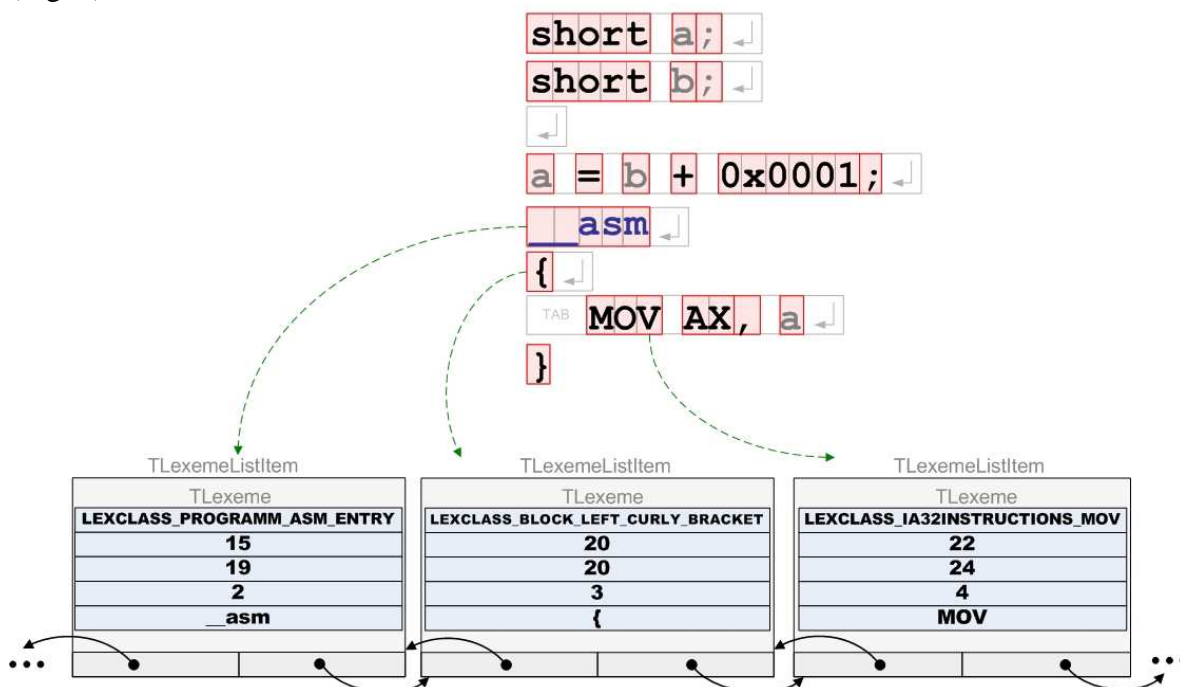 short a;
short b;
a = b + 0x0001;
__asm
{
TAB MOV AX, a
}
TLexemeListItem TLexemeListItem TLexemeListItem
TLexeme TLexeme TLexeme
LEXCLASS_PROGRAMM_ASM_ENTRY LEXCLASS_BLOCK_LEFT_CURLY_BRACKET LEXCLASS_IA32INSTRUCTIONS_MOV
15 20 22
19 20 24
2 3 4
__asm { MOV
••• •••